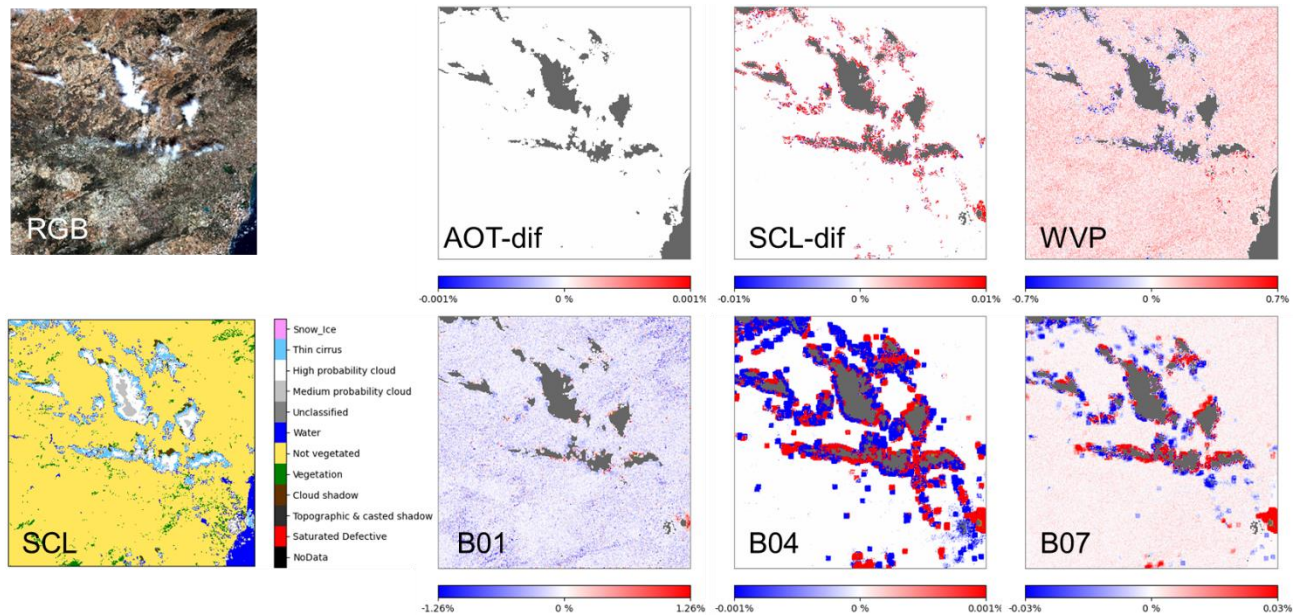 RGB
AOT-dif
-0.001% 0 % 0.001%
SCL-dif
-0.01% 0 % 0.01%
WVP
-0.7% 0 % 0.7%
SCL
Snow_Ice
Thin cirrus
High probability cloud
Medium probability cloud
Unclassified
Water
Not vegetated
Vegetation
Cloud shadow
Topographic & casted shadow
Saturated Defective
NoData
B01
-1.26% 0 % 1.26%
B04
-0.001% 0 % 0.001%
B07
-0.03% 0 % 0.03%